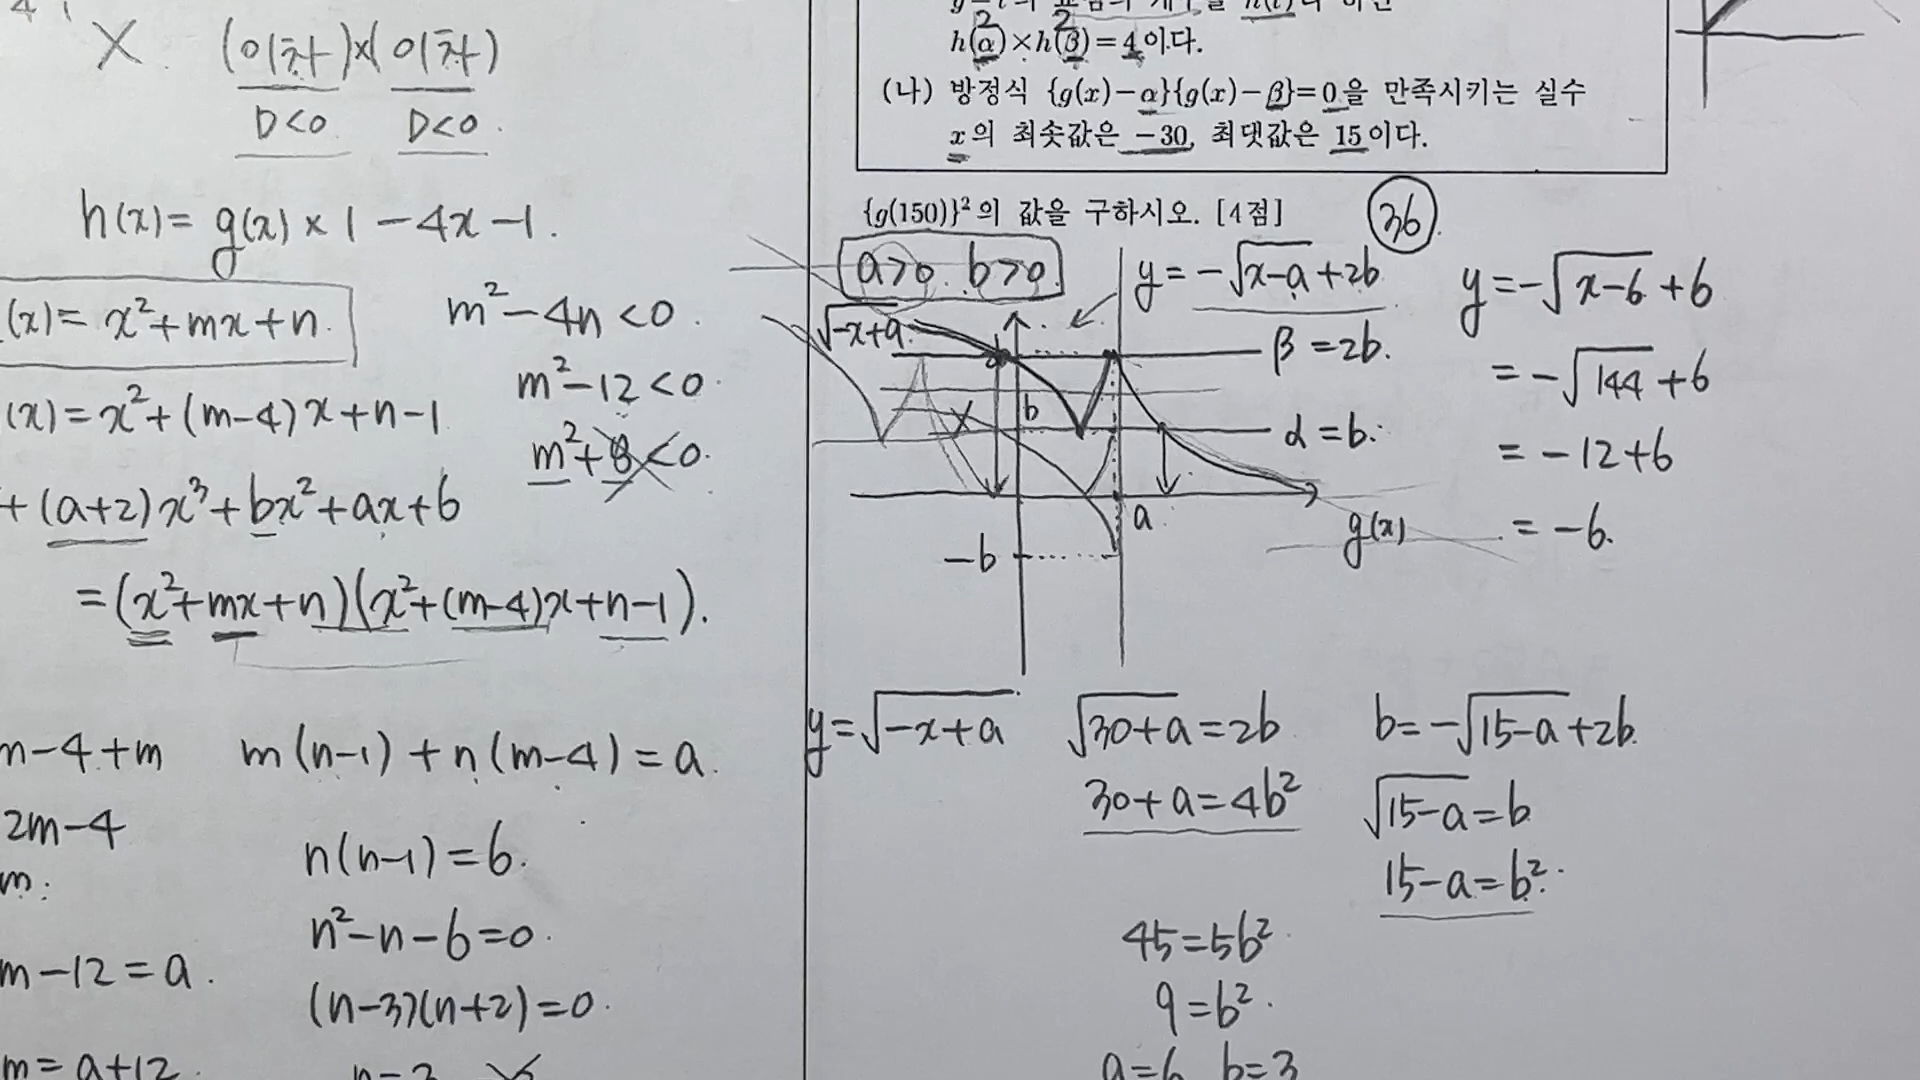 X (이차)×(이차)
D<0 D<0.
h(x)= g(x)×1-4x-1.
(x)= x²+mx+n.
m²-4n<0.
m²-12<0.
m²+8<0.
(x)=x²+(m-4)x+n-1
+(a+2)x³+bx²+ax+6
=(x²+mx+n)(x²+(m-4)x+n-1).
m(n-1)+n(m-4)=a.
n-4+m
2m-4
n(n-1)=6.
m.
n²-n-6=0.
m-12=a.
(n-3)(n+2)=0.
m=a+12
2 2
h(α)×h(β)=4이다.
(나) 방정식 {g(x)-α}{g(x)-β}=0을 만족시키는 실수
x의 최솟값은 -30, 최댓값은 15이다.
{g(150)}²의 값을 구하시오. [4점]
36.
a>0. b>0.
y=-√x-a+2b
√-x+a.
β=2b.
b
α=b.
a
g(x)
-b
y=-√x-6+6
=-√144+6
=-12+6
=-6.
y=√-x+a
√30+a=2b
30+a=4b²
b=-√15-a+2b.
√15-a=b
15-a=b².
45=5b².
9=b².
a=6 b=3